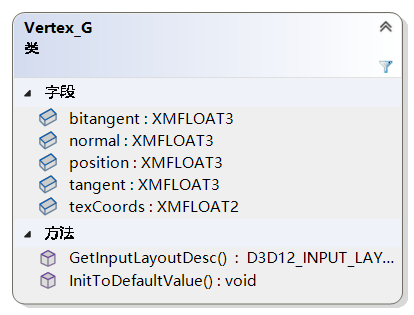 Vertex_G
类
字段
bitangent : XMFLOAT3
normal : XMFLOAT3
position : XMFLOAT3
tangent : XMFLOAT3
texCoords : XMFLOAT2
方法
GetInputLayoutDesc() : D3D12_INPUT_LAY...
InitToDefaultValue() : void